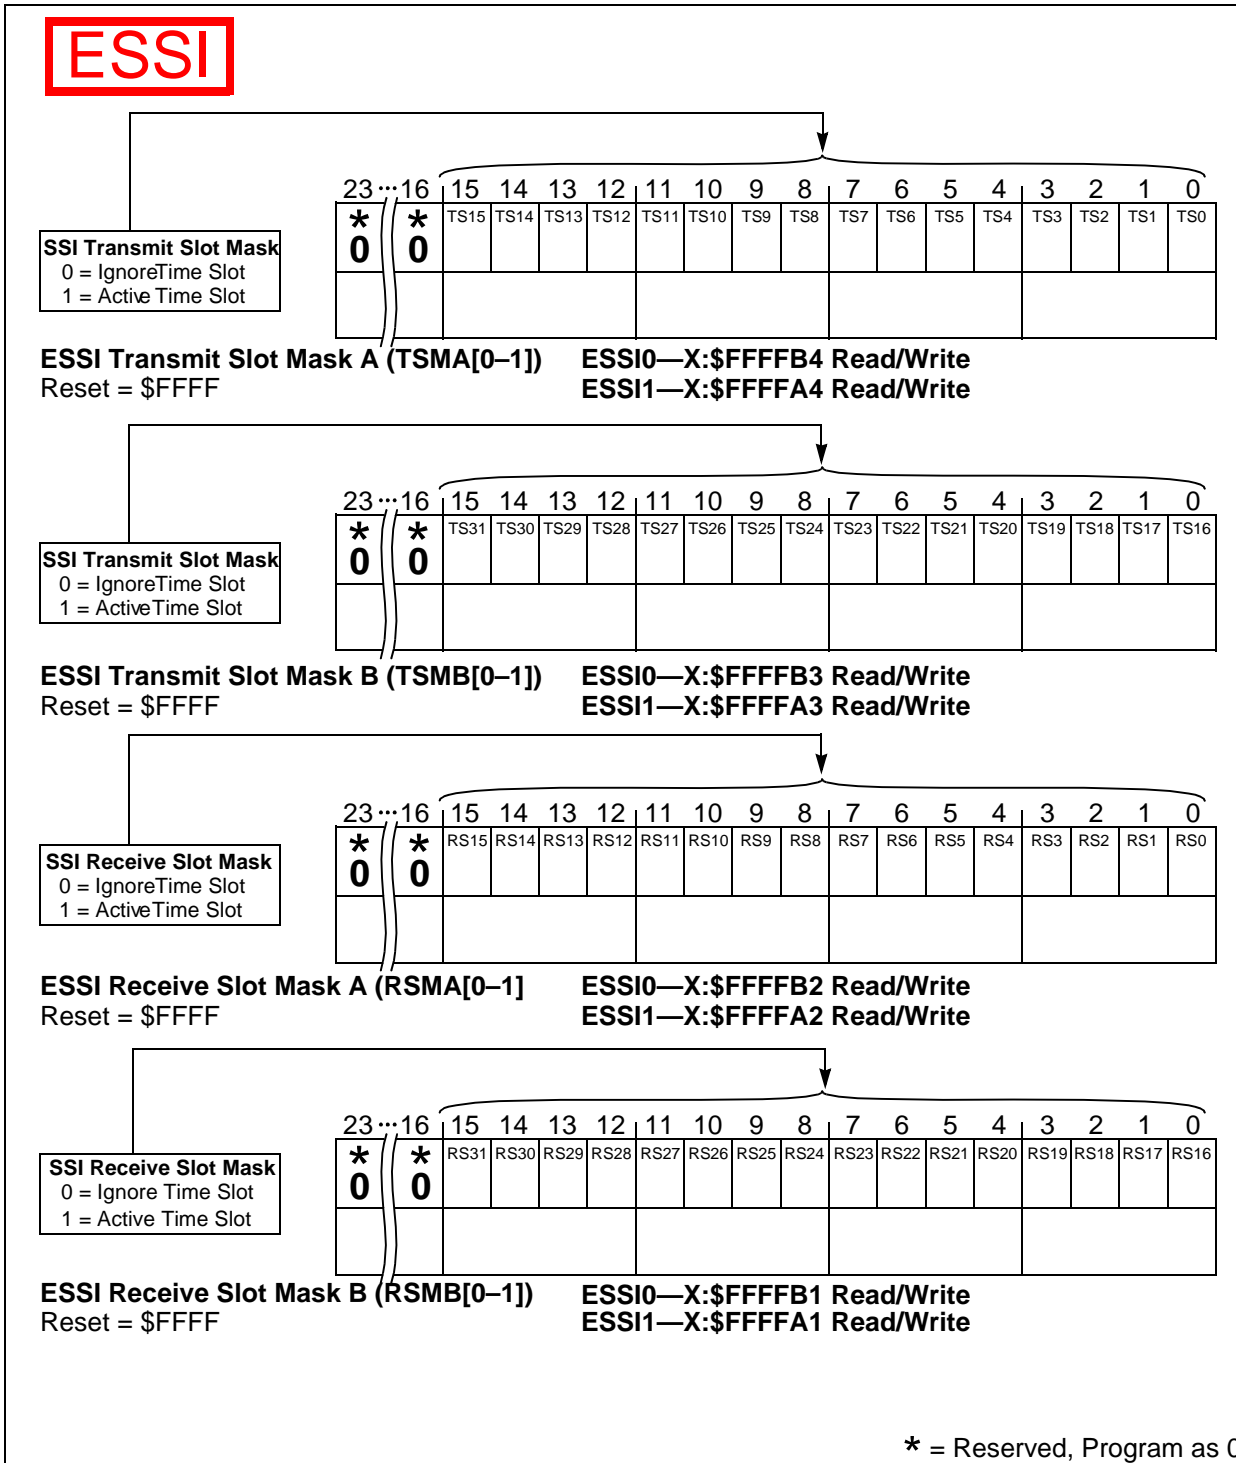 ESSI
23 ••• 16 15 14 13 12 11 10 9 8 7 6 5 4 3 2 1 0
* * TS15 TS14 TS13 TS12 TS11 TS10 TS9 TS8 TS7 TS6 TS5 TS4 TS3 TS2 TS1 TS0
0 0
SSI Transmit Slot Mask
0 = IgnoreTime Slot
1 = Active Time Slot
ESSI Transmit Slot Mask A (TSMA[0–1]) ESSI0—X:$FFFFB4 Read/Write
Reset = $FFFF ESSI1—X:$FFFFA4 Read/Write
23 ••• 16 15 14 13 12 11 10 9 8 7 6 5 4 3 2 1 0
* * TS31 TS30 TS29 TS28 TS27 TS26 TS25 TS24 TS23 TS22 TS21 TS20 TS19 TS18 TS17 TS16
0 0
SSI Transmit Slot Mask
0 = IgnoreTime Slot
1 = ActiveTime Slot
ESSI Transmit Slot Mask B (TSMB[0–1]) ESSI0—X:$FFFFB3 Read/Write
Reset = $FFFF ESSI1—X:$FFFFA3 Read/Write
23 ••• 16 15 14 13 12 11 10 9 8 7 6 5 4 3 2 1 0
* * RS15 RS14 RS13 RS12 RS11 RS10 RS9 RS8 RS7 RS6 RS5 RS4 RS3 RS2 RS1 RS0
0 0
SSI Receive Slot Mask
0 = IgnoreTime Slot
1 = ActiveTime Slot
ESSI Receive Slot Mask A (RSMA[0–1] ESSI0—X:$FFFFB2 Read/Write
Reset = $FFFF ESSI1—X:$FFFFA2 Read/Write
23 ••• 16 15 14 13 12 11 10 9 8 7 6 5 4 3 2 1 0
* * RS31 RS30 RS29 RS28 RS27 RS26 RS25 RS24 RS23 RS22 RS21 RS20 RS19 RS18 RS17 RS16
0 0
SSI Receive Slot Mask
0 = Ignore Time Slot
1 = Active Time Slot
ESSI Receive Slot Mask B (RSMB[0–1]) ESSI0—X:$FFFFB1 Read/Write
Reset = $FFFF ESSI1—X:$FFFFA1 Read/Write
* = Reserved, Program as 0